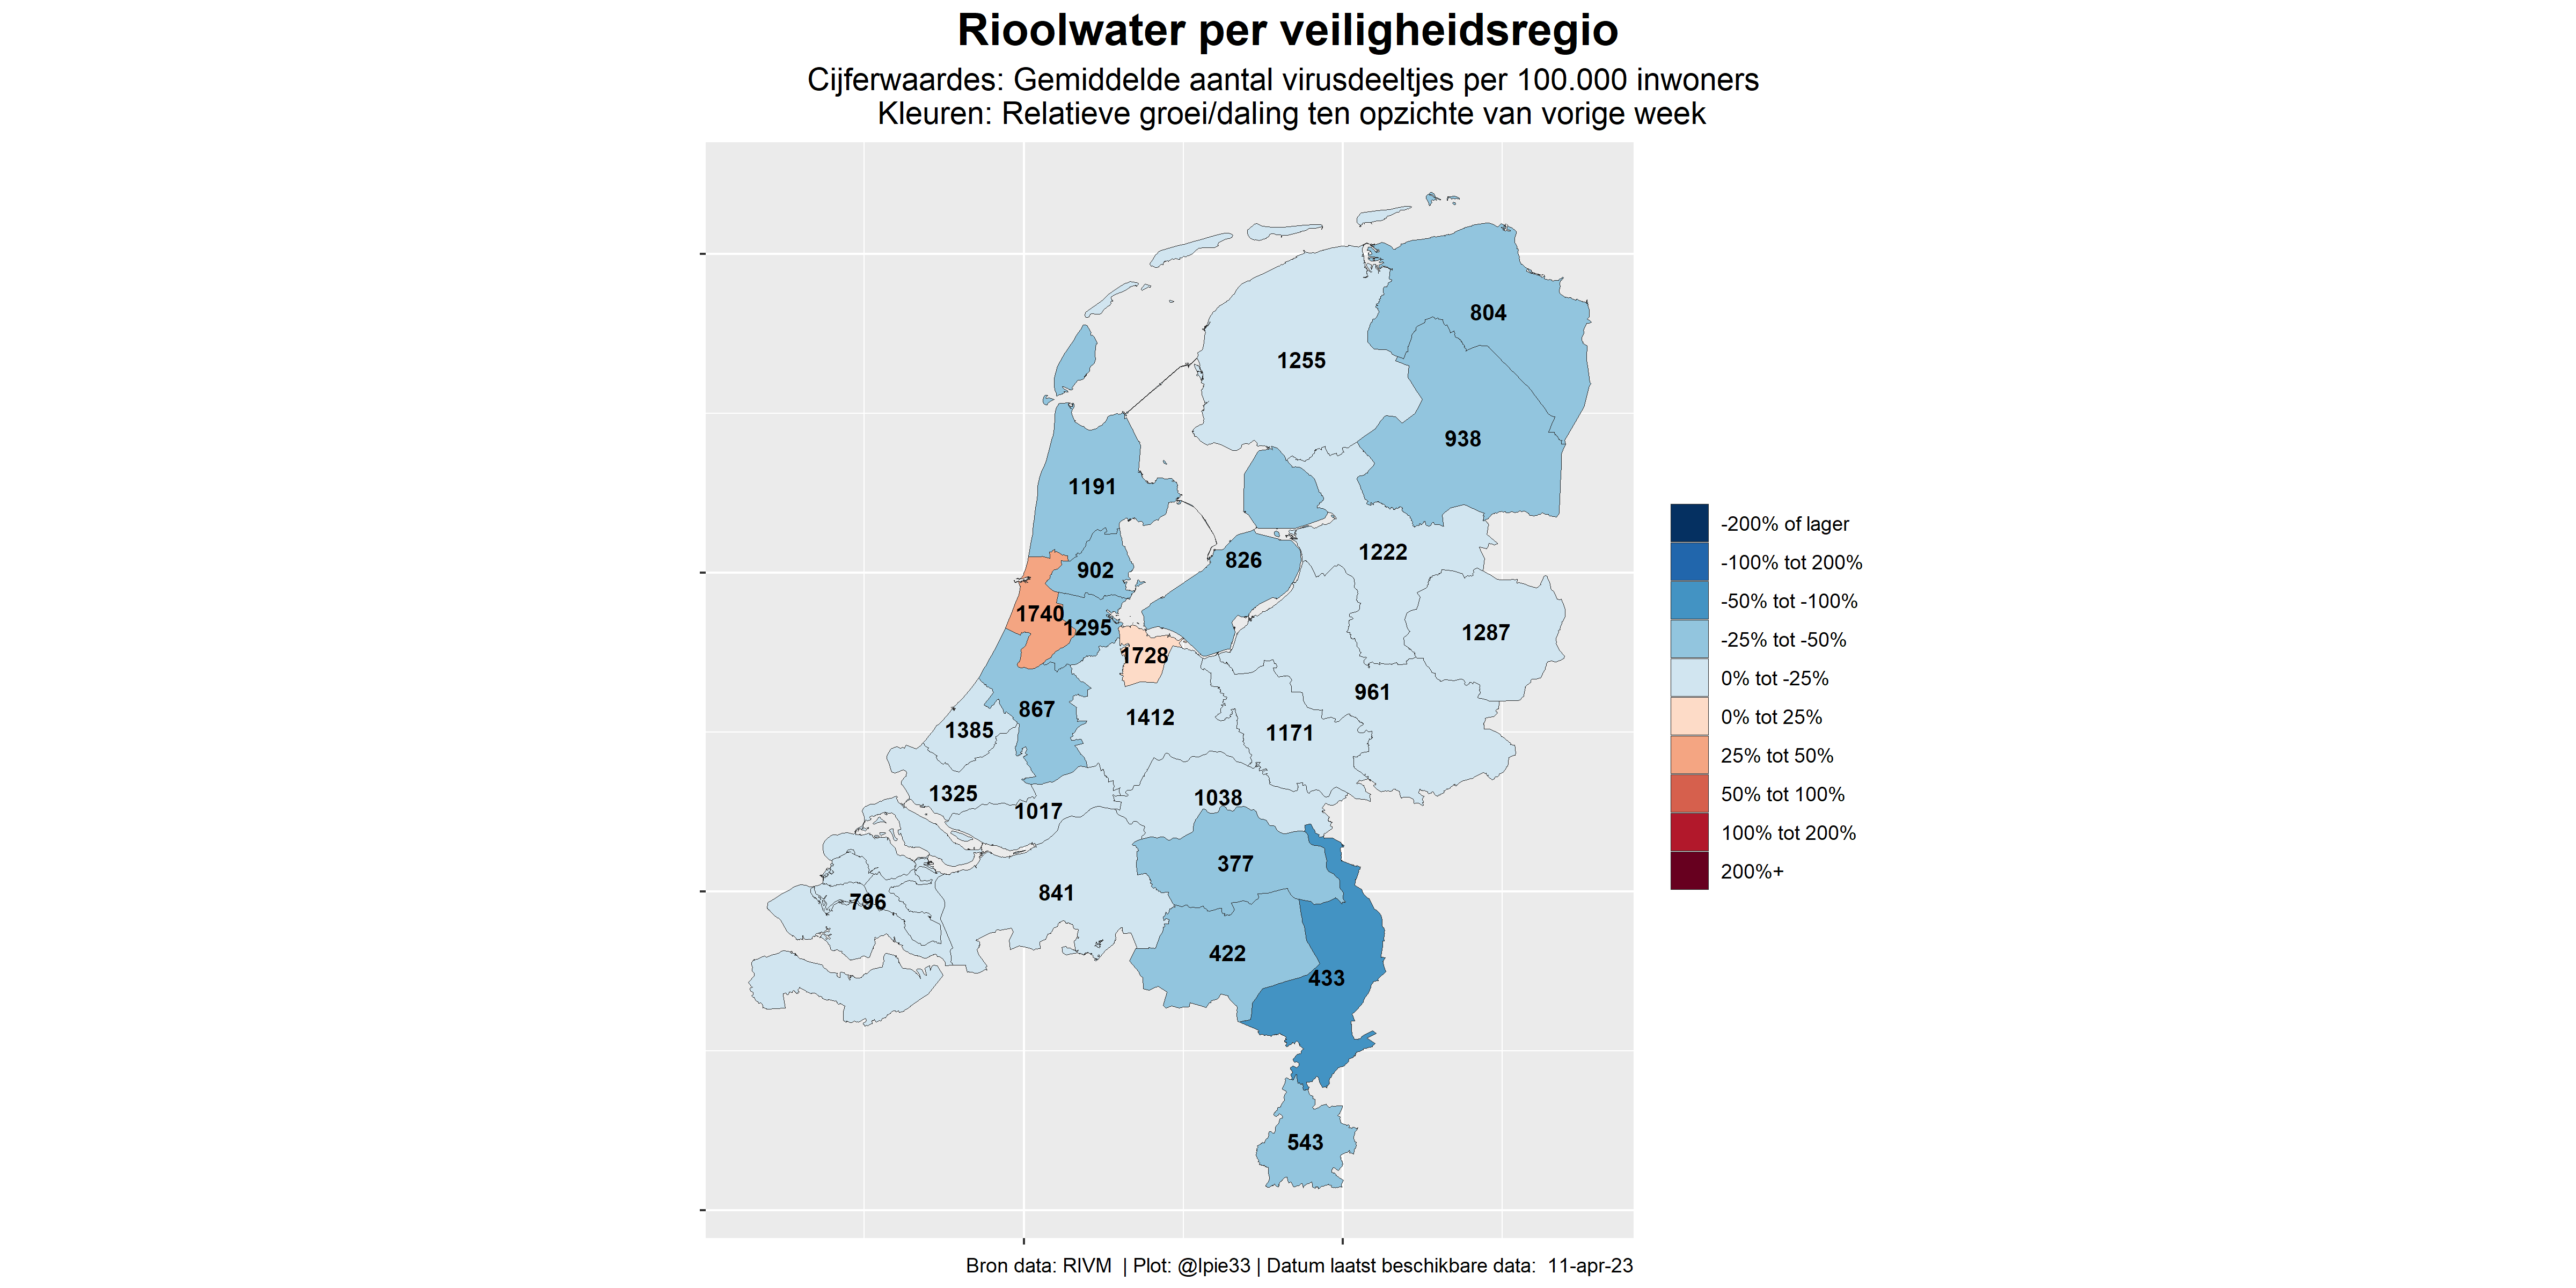 Rioolwater per veiligheidsregio
Cijferwaardes: Gemiddelde aantal virusdeeltjes per 100.000 inwoners
Kleuren: Relatieve groei/daling ten opzichte van vorige week
804
1255
938
1191
1222
826
902
1740
1295
1287
1728
961
867
1412
1385
1171
1325
1038
1017
377
841
796
422
433
543
-200% of lager
-100% tot 200%
-50% tot -100%
-25% tot -50%
0% tot -25%
0% tot 25%
25% tot 50%
50% tot 100%
100% tot 200%
200%+
Bron data: RIVM | Plot: @lpie33 | Datum laatst beschikbare data: 11-apr-23